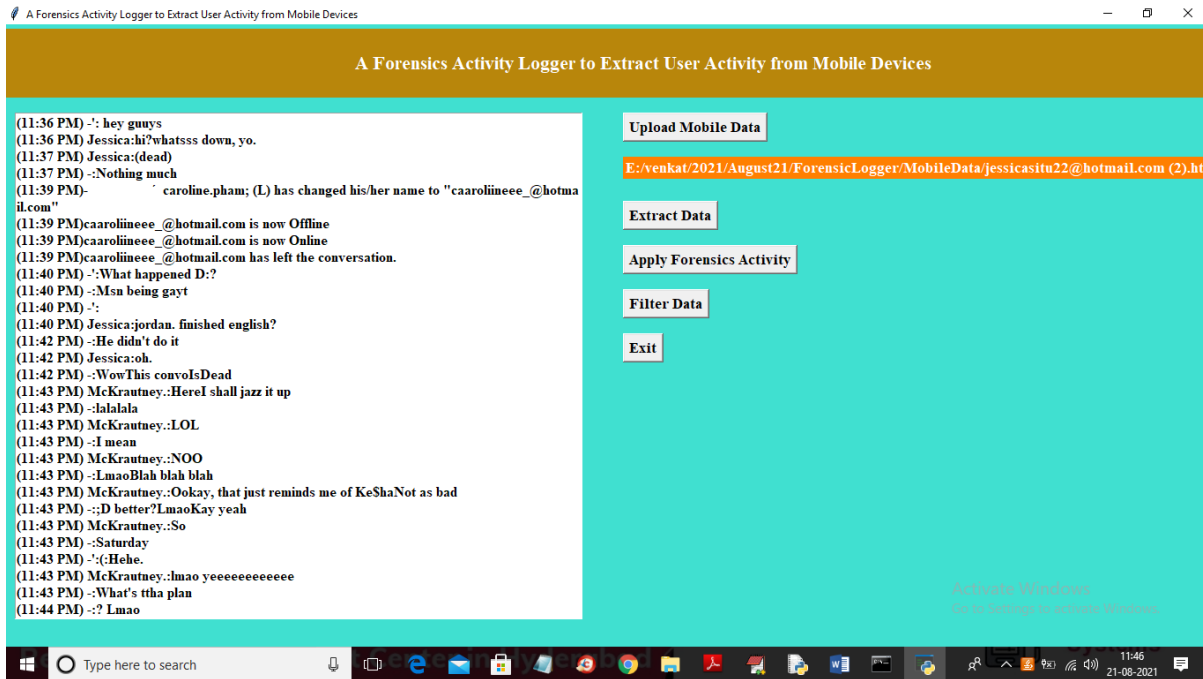 A Forensics Activity Logger to Extract User Activity from Mobile Devices
A Forensics Activity Logger to Extract User Activity from Mobile Devices
(11:36 PM) -': hey guuys
(11:36 PM) Jessica:hi?whatsss down, yo.
(11:37 PM) Jessica:(dead)
(11:37 PM) -:Nothing much
(11:39 PM)- ´ caroline.pham; (L) has changed his/her name to "caaroliineee_@hotma
il.com"
(11:39 PM)caaroliineee_@hotmail.com is now Offline
(11:39 PM)caaroliineee_@hotmail.com is now Online
(11:39 PM)caaroliineee_@hotmail.com has left the conversation.
(11:40 PM) -':What happened D:?
(11:40 PM) -:Msn being gayt
(11:40 PM) -':
(11:40 PM) Jessica:jordan. finished english?
(11:42 PM) -:He didn't do it
(11:42 PM) Jessica:oh.
(11:42 PM) -:WowThis convoIsDead
(11:43 PM) McKrautney.:HereI shall jazz it up
(11:43 PM) -:lalalala
(11:43 PM) McKrautney.:LOL
(11:43 PM) -:I mean
(11:43 PM) McKrautney.:NOO
(11:43 PM) -:LmaoBlah blah blah
(11:43 PM) McKrautney.:Ookay, that just reminds me of Ke$haNot as bad
(11:43 PM) -:;D better?LmaoKay yeah
(11:43 PM) McKrautney.:So
(11:43 PM) -:Saturday
(11:43 PM) -':(:Hehe.
(11:43 PM) McKrautney.:lmao yeeeeeeeeeeee
(11:43 PM) -:What's ttha plan
(11:44 PM) -:? Lmao
Upload Mobile Data
E:/venkat/2021/August21/ForensicLogger/MobileData/jessicasitu22@hotmail.com (2).ht
Extract Data
Apply Forensics Activity
Filter Data
Exit
Activate Windows
Go to Settings to activate Windows.
Type here to search
11:46
21-08-2021